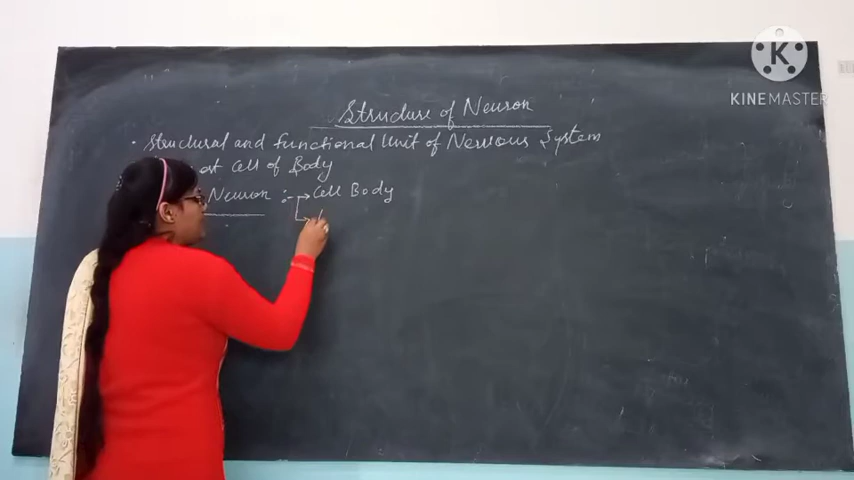 K
KINEMASTER
Structure of Neuron
• Structural and functional Unit of Nervous System
Cell of Body
Neuron :- → Cell Body